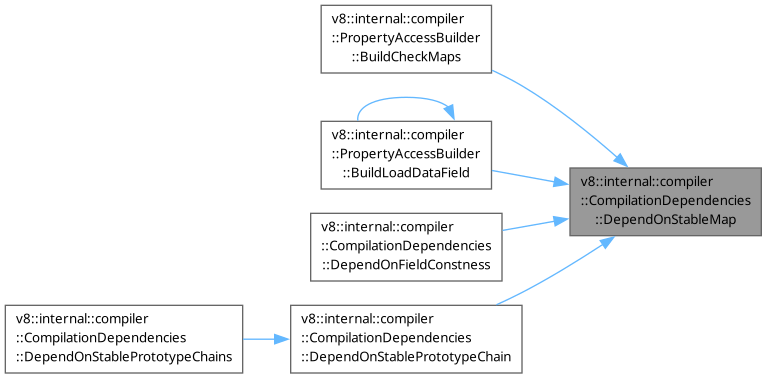 v8::internal::compiler
::PropertyAccessBuilder
::BuildCheckMaps
v8::internal::compiler
::PropertyAccessBuilder
::BuildLoadDataField
v8::internal::compiler
::CompilationDependencies
::DependOnStableMap
v8::internal::compiler
::CompilationDependencies
::DependOnFieldConstness
v8::internal::compiler
::CompilationDependencies
::DependOnStablePrototypeChains
v8::internal::compiler
::CompilationDependencies
::DependOnStablePrototypeChain